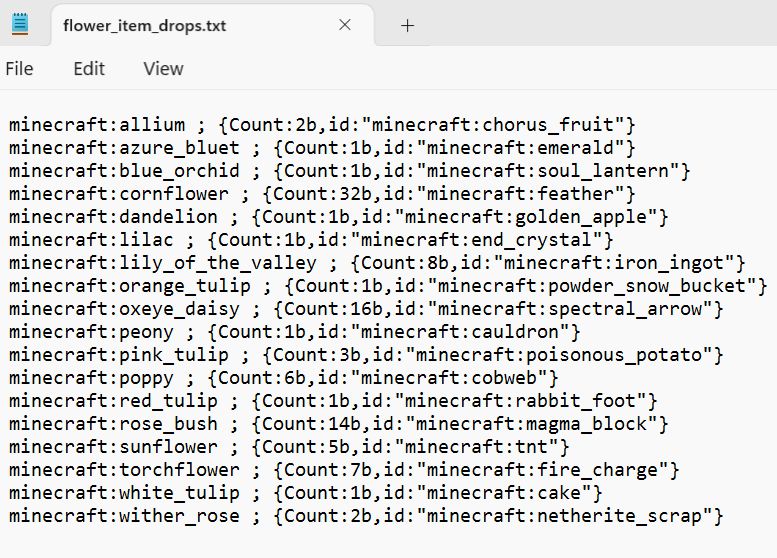 flower_item_drops.txt
File Edit View
minecraft:allium ; {Count:2b,id:"minecraft:chorus_fruit"}
minecraft:azure_bluet ; {Count:1b,id:"minecraft:emerald"}
minecraft:blue_orchid ; {Count:1b,id:"minecraft:soul_lantern"}
minecraft:cornflower ; {Count:32b,id:"minecraft:feather"}
minecraft:dandelion ; {Count:1b,id:"minecraft:golden_apple"}
minecraft:lilac ; {Count:1b,id:"minecraft:end_crystal"}
minecraft:lily_of_the_valley ; {Count:8b,id:"minecraft:iron_ingot"}
minecraft:orange_tulip ; {Count:1b,id:"minecraft:powder_snow_bucket"}
minecraft:oxeye_daisy ; {Count:16b,id:"minecraft:spectral_arrow"}
minecraft:peony ; {Count:1b,id:"minecraft:cauldron"}
minecraft:pink_tulip ; {Count:3b,id:"minecraft:poisonous_potato"}
minecraft:poppy ; {Count:6b,id:"minecraft:cobweb"}
minecraft:red_tulip ; {Count:1b,id:"minecraft:rabbit_foot"}
minecraft:rose_bush ; {Count:14b,id:"minecraft:magma_block"}
minecraft:sunflower ; {Count:5b,id:"minecraft:tnt"}
minecraft:torchflower ; {Count:7b,id:"minecraft:fire_charge"}
minecraft:white_tulip ; {Count:1b,id:"minecraft:cake"}
minecraft:wither_rose ; {Count:2b,id:"minecraft:netherite_scrap"}